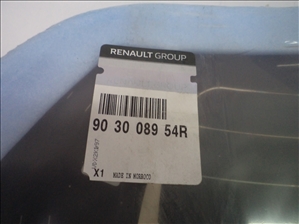 RENAULT GROUP
90 30 089 54R
X1 MADE IN MOROCCO